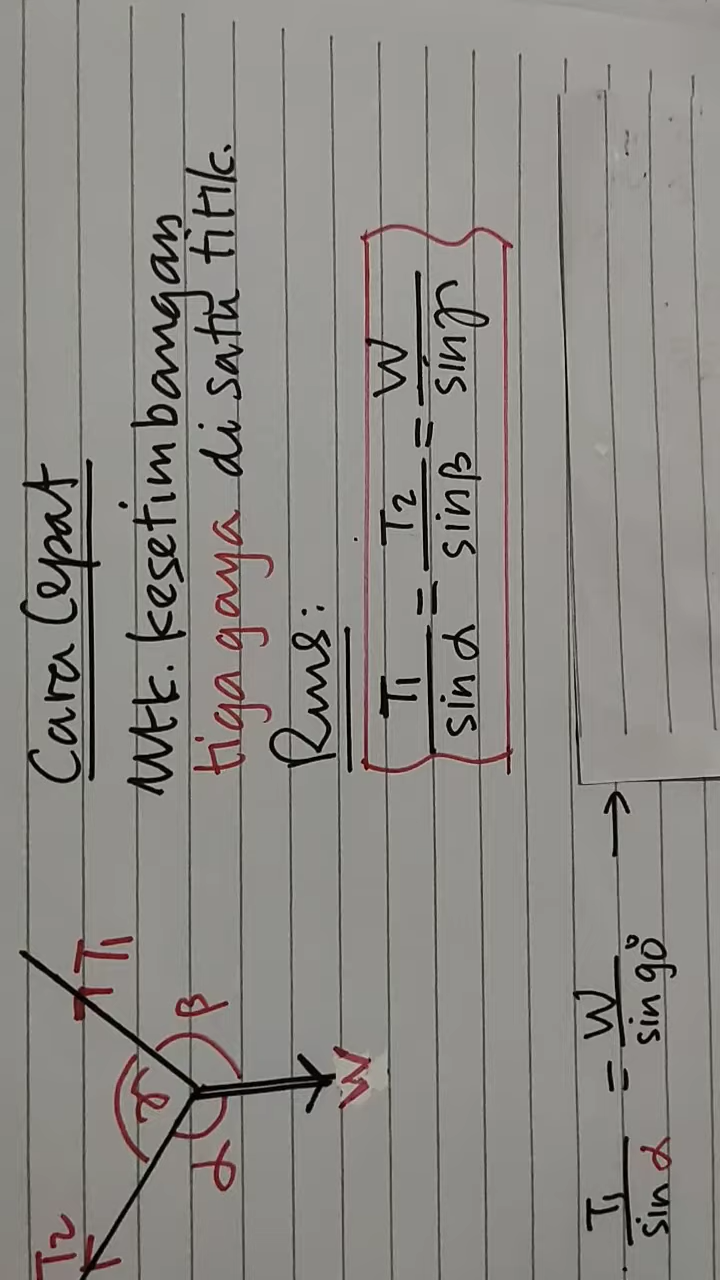 Cara Cepat
Utk. kesetimbangan
tiga gaya di satu titik.
Rms:
T1/sin α = T2/sin β = W/sin γ
T2
T1
γ
β
α
W
T1/sin α = W/sin 90° →